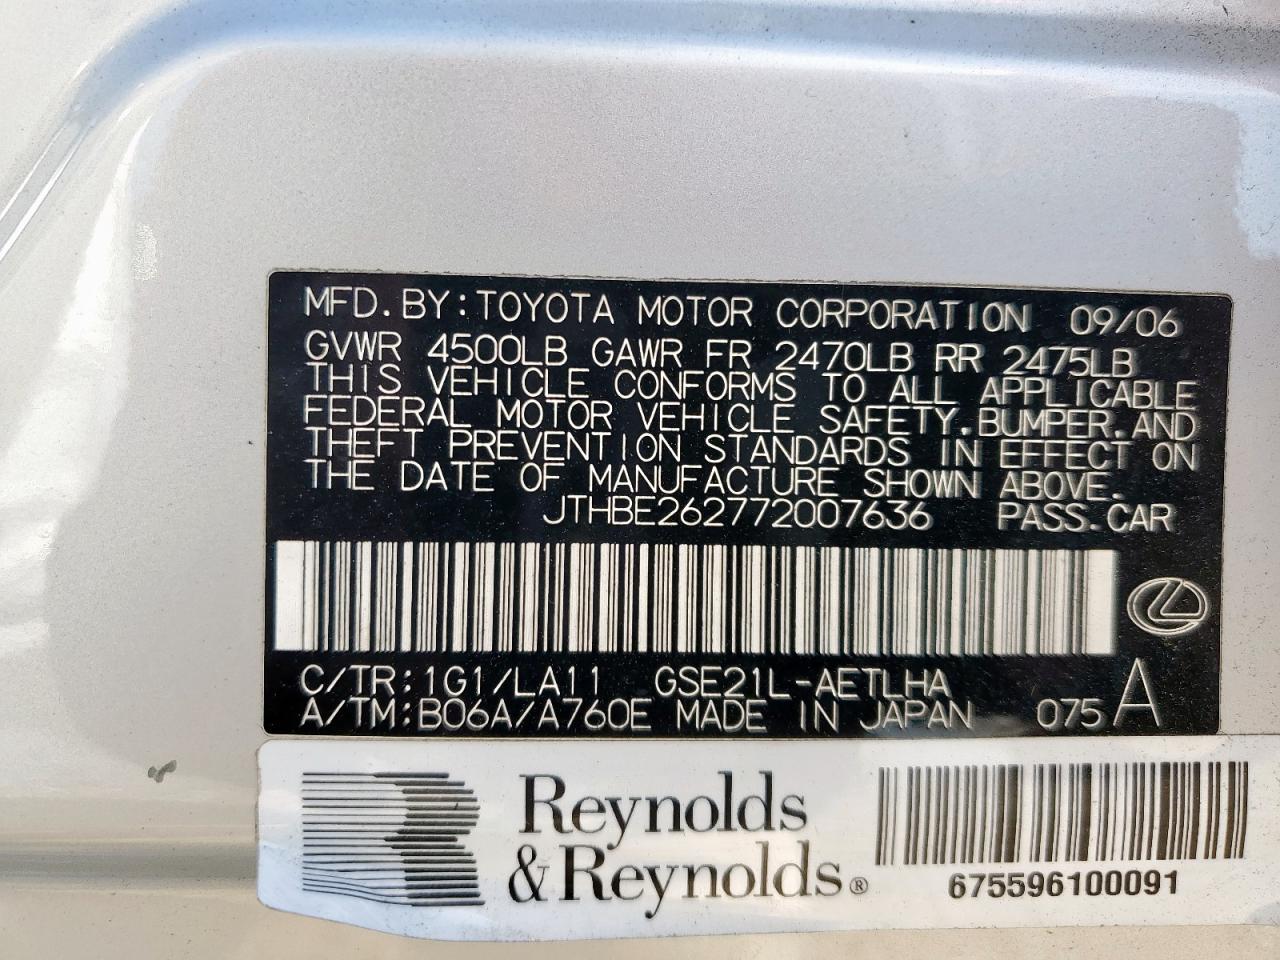 MFD. BY: TOYOTA MOTOR CORPORATION 09/06
GVWR 4500LB GAWR FR 2470LB RR 2475LB
THIS VEHICLE CONFORMS TO ALL APPLICABLE
FEDERAL MOTOR VEHICLE SAFETY, BUMPER, AND
THEFT PREVENTION STANDARDS IN EFFECT ON
THE DATE OF MANUFACTURE SHOWN ABOVE.
JTHBE262772007636 PASS. CAR
C/TR: 1G1/LA11 GSE21L-AETLHA
A/TM: B06A/A760E MADE IN JAPAN 075 A
Reynolds
&Reynolds®
675596100091